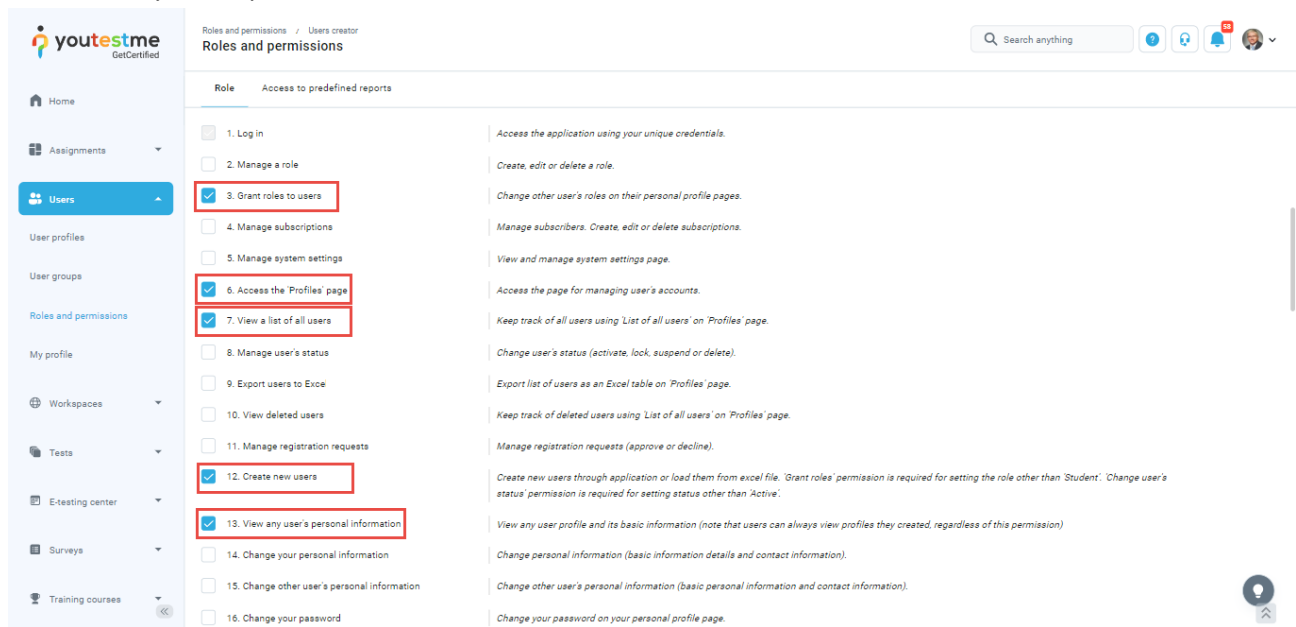 youtestme
GetCertified
Roles and permissions / Users creator
Roles and permissions
Search anything
?
58
Role Access to predefined reports
Home
Assignments
Users
User profiles
User groups
Roles and permissions
My profile
Workspaces
Tests
E-testing center
Surveys
Training courses
1. Log in Access the application using your unique credentials.
2. Manage a role Create, edit or delete a role.
3. Grant roles to users Change other user's roles on their personal profile pages.
4. Manage subscriptions Manage subscribers. Create, edit or delete subscriptions.
5. Manage system settings View and manage system settings page.
6. Access the 'Profiles' page Access the page for managing user's accounts.
7. View a list of all users Keep track of all users using 'List of all users' on 'Profiles' page.
8. Manage user's status Change user's status (activate, lock, suspend or delete).
9. Export users to Exce Export list of users as an Excel table on 'Profiles' page.
10. View deleted users Keep track of deleted users using 'List of all users' on 'Profiles' page.
11. Manage registration requests Manage registration requests (approve or decline).
12. Create new users Create new users through application or load them from excel file. 'Grant roles' permission is required for setting the role other than 'Student'. 'Change user's
status' permission is required for setting status other than 'Active'.
13. View any user's personal information View any user profile and its basic information (note that users can always view profiles they created, regardless of this permission)
14. Change your personal information Change personal information (basic information details and contact information).
15. Change other user's personal information Change other user's personal information (basic personal information and contact information).
16. Change your password Change your password on your personal profile page.